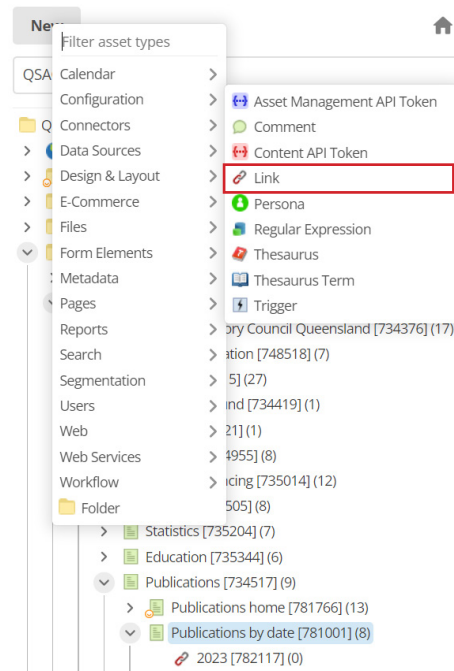 New
Filter asset types
QSA
Calendar
Configuration
Connectors
Data Sources
Design & Layout
E-Commerce
Files
Form Elements
Metadata
Pages
Reports
Search
Segmentation
Users
Web
Web Services
Workflow
Folder
Asset Management API Token
Comment
Content API Token
Link
Persona
Regular Expression
Thesaurus
Thesaurus Term
Trigger
Q
ory Council Queensland [734376] (17)
ation [748518] (7)
5] (27)
und [734419] (1)
21] (1)
4955] (8)
ncing [735014] (12)
505] (8)
Statistics [735204] (7)
Education [735344] (6)
Publications [734517] (9)
Publications home [781766] (13)
Publications by date [781001] (8)
2023 [782117] (0)